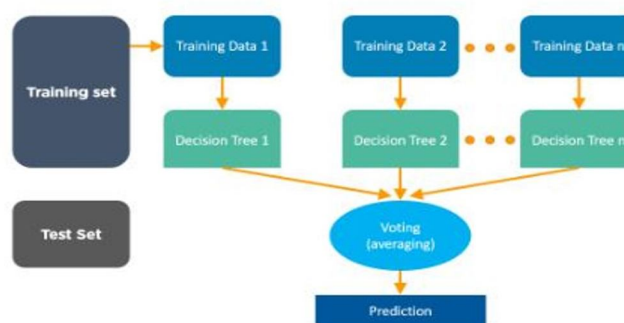 Training set
Training Data 1
Training Data 2
Training Data n
Decision Tree 1
Decision Tree 2
Decision Tree n
Test Set
Voting
(averaging)
Prediction